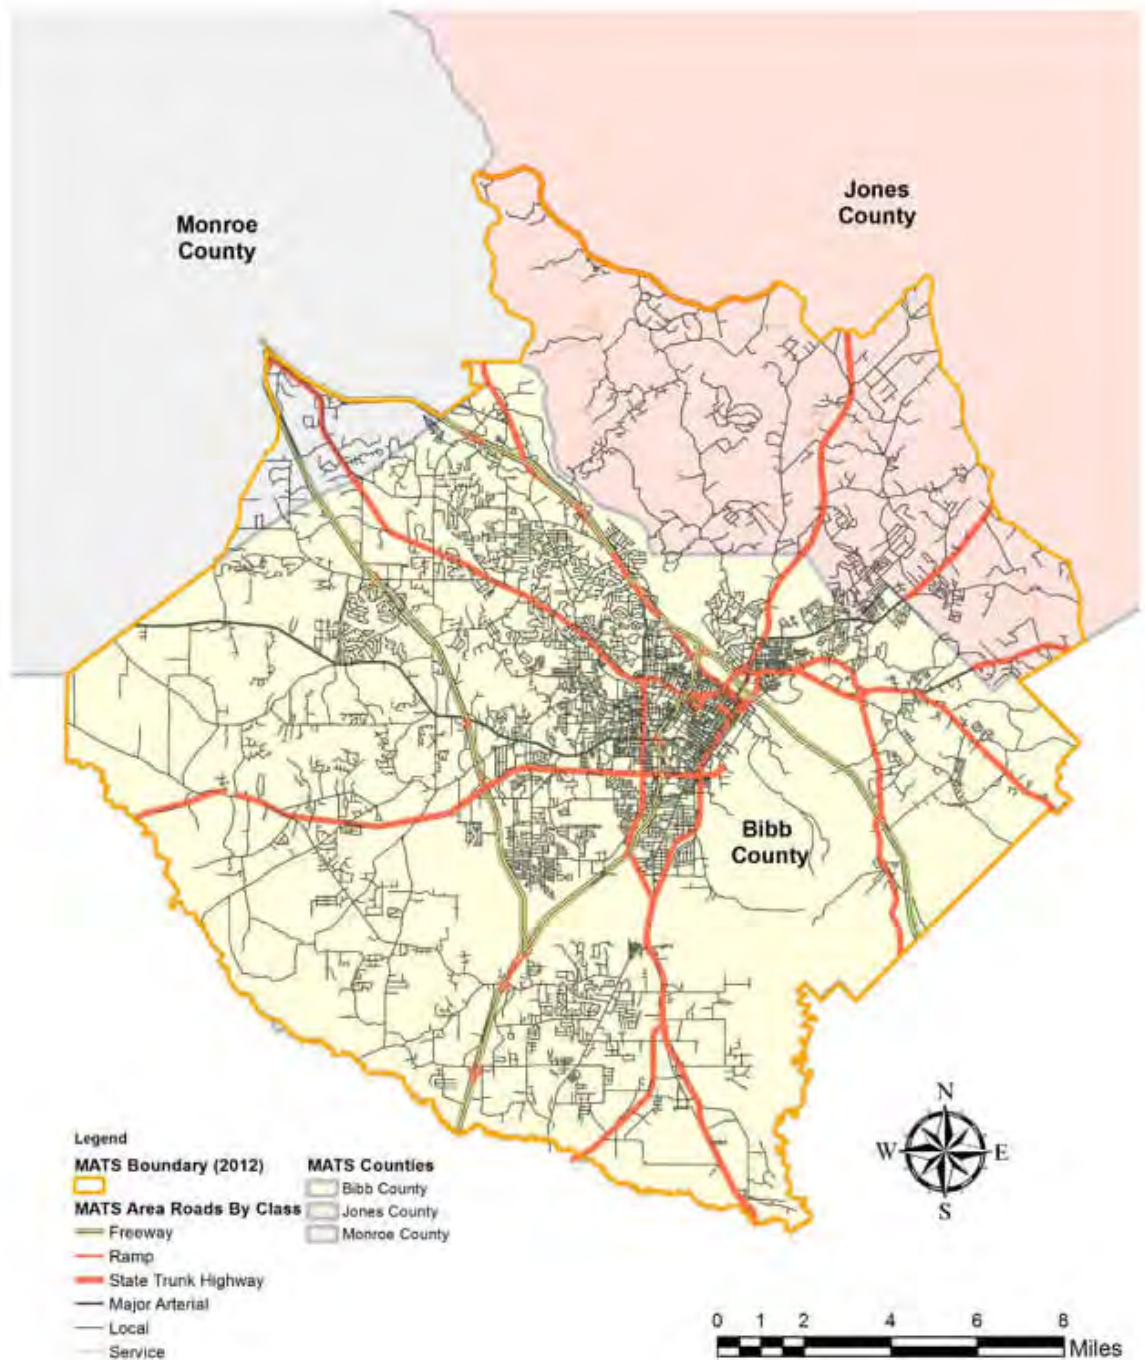 Monroe
County
Jones
County
Bibb
County
N
W
E
S
Legend
MATS Boundary (2012)
MATS Area Roads By Class
Freeway
Ramp
State Trunk Highway
Major Arterial
Local
Service
MATS Counties
Bibb County
Jones County
Monroe County
0 1 2 4 6 8
Miles